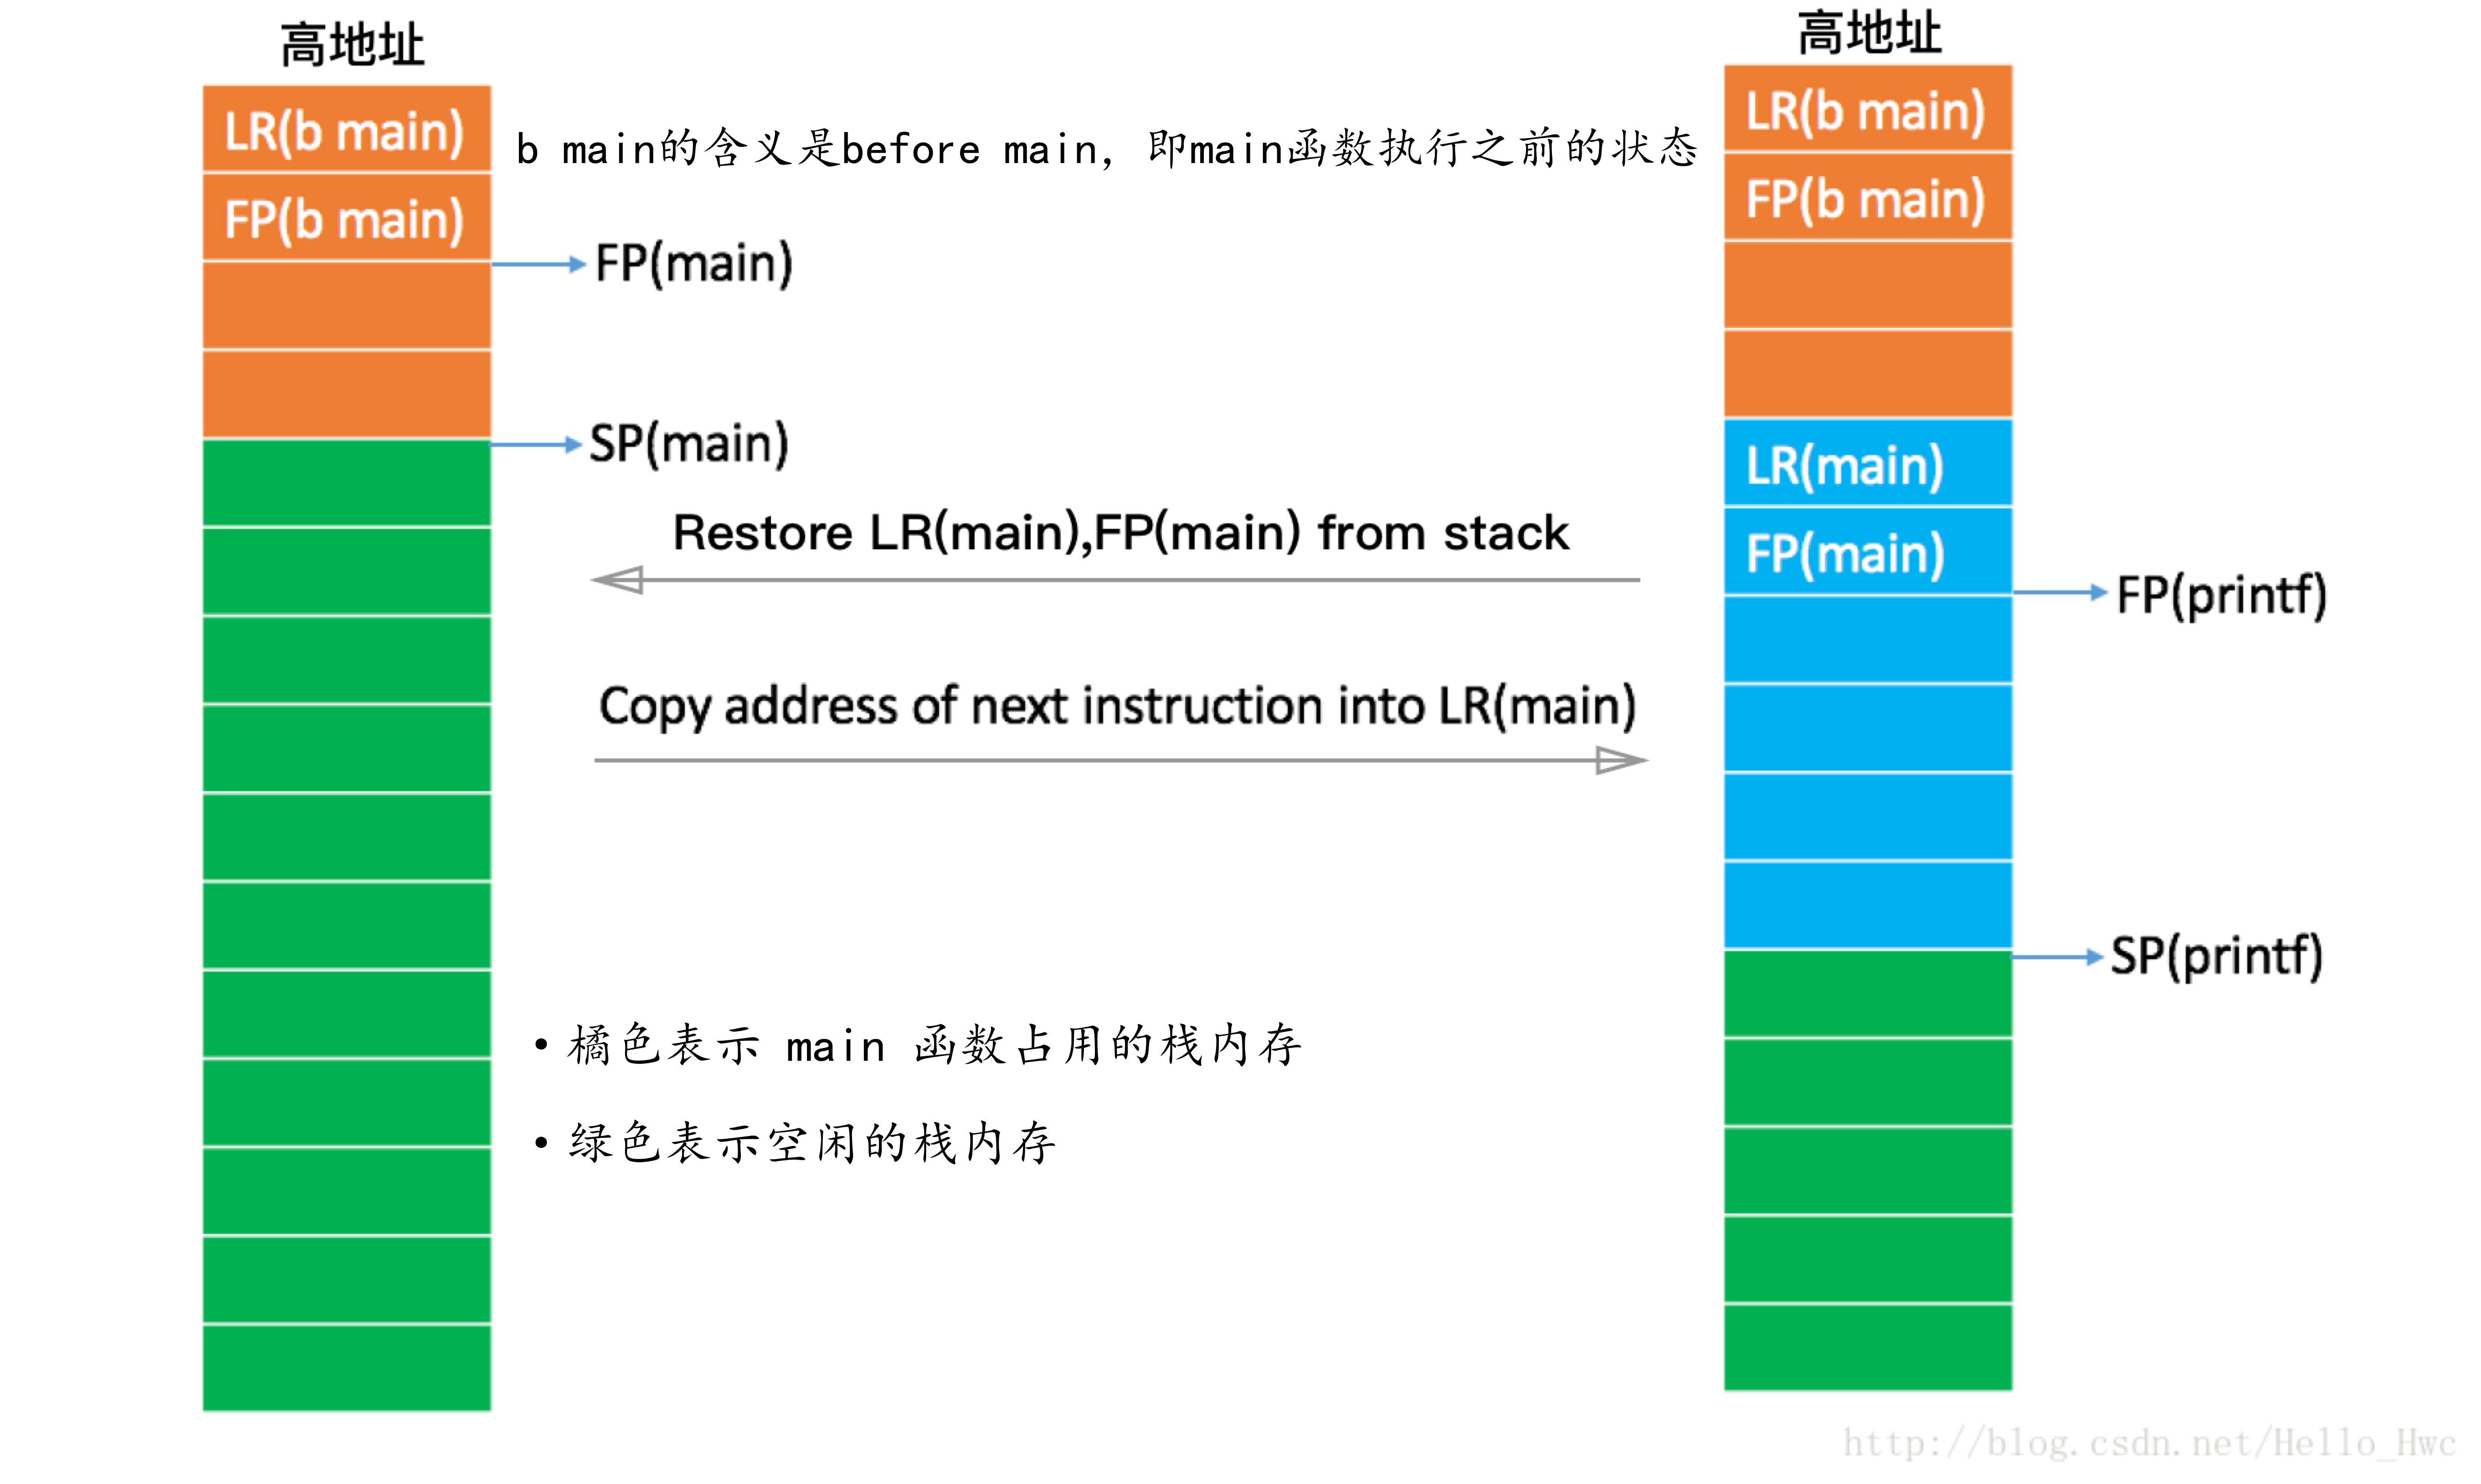 高地址
LR(b main)
FP(b main)
b main的含义是before main, 即main函数执行之前的状态
FP(main)
SP(main)
Restore LR(main),FP(main) from stack
Copy address of next instruction into LR(main)
• 橘色表示 main 函数占用的栈内存
• 绿色表示空闲的栈内存
高地址
LR(b main)
FP(b main)
LR(main)
FP(main)
FP(printf)
SP(printf)
http://blog.csdn.net/Hello_Hwc